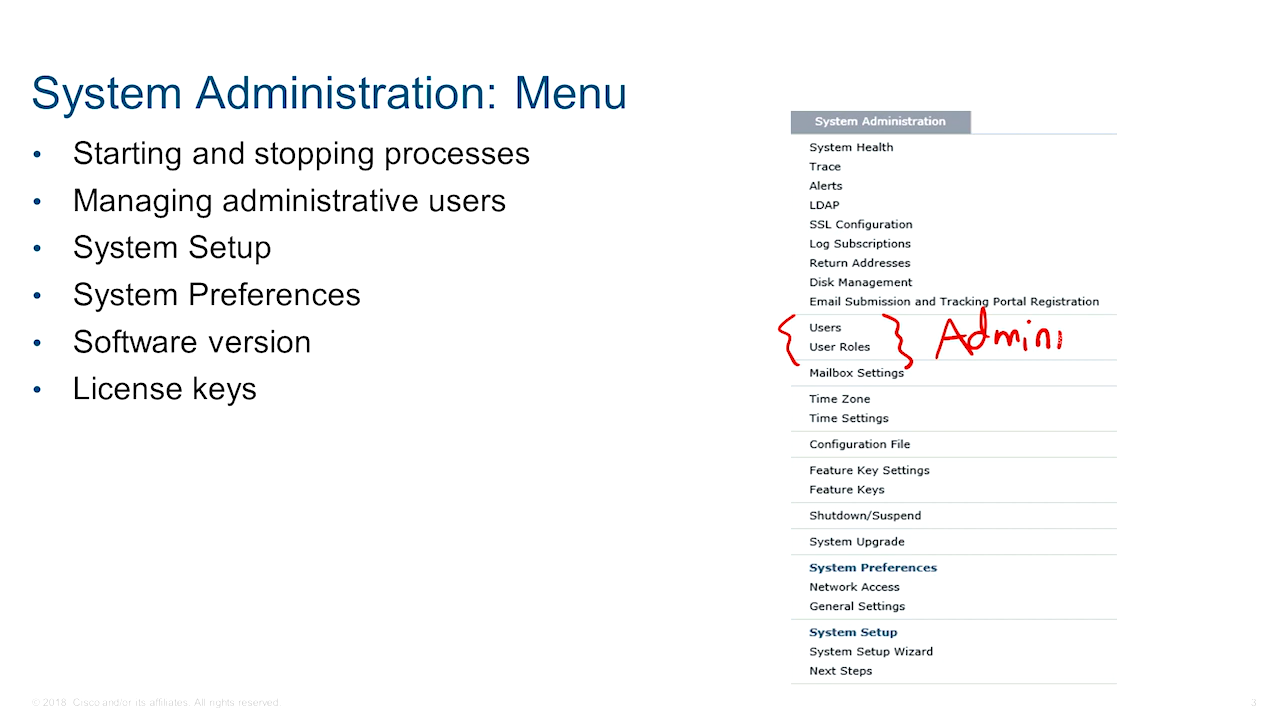 System Administration: Menu
• Starting and stopping processes
• Managing administrative users
• System Setup
• System Preferences
• Software version
• License keys
System Administration
System Health
Trace
Alerts
LDAP
SSL Configuration
Log Subscriptions
Return Addresses
Disk Management
Email Submission and Tracking Portal Registration
Users
User Roles
Admini
Mailbox Settings
Time Zone
Time Settings
Configuration File
Feature Key Settings
Feature Keys
Shutdown/Suspend
System Upgrade
System Preferences
Network Access
General Settings
System Setup
System Setup Wizard
Next Steps
© 2018 Cisco and/or its affiliates. All rights reserved.
3